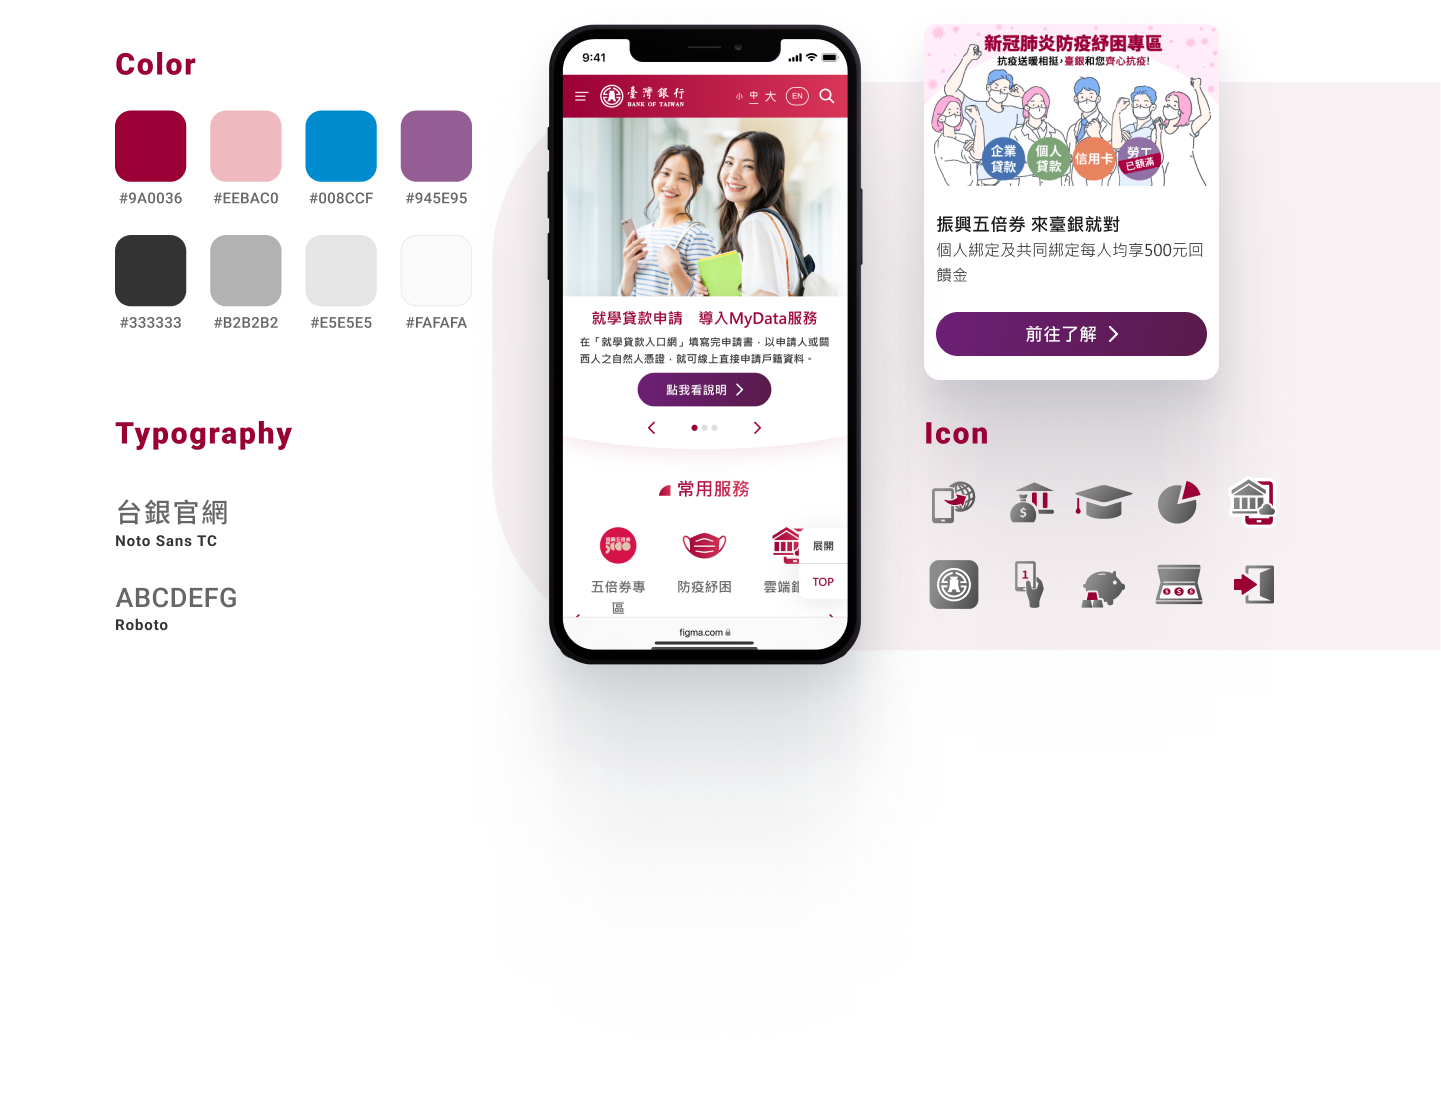 Color
#9A0036
#EEBAC0
#008CCF
#945E95
#333333
#B2B2B2
#E5E5E5
#FAFAFA
Typography
台銀官網
Noto Sans TC
ABCDEFG
Roboto
9:41
臺灣銀行
BANK OF TAIWAN
小 中 大 EN
就學貸款申請 導入MyData服務
在「就學貸款入口網」填寫完申請書，以申請人或關
西人之自然人憑證，就可線上直接申請戶籍資料。
點我看說明
常用服務
振興五倍券
5000
五倍券專
區
防疫紓困
雲端銀
展開
TOP
figma.com
新冠肺炎防疫紓困專區
抗疫送暖相挺，臺銀和您齊心抗疫!
企業
貸款
個人
貸款
信用卡
勞工
已額滿
振興五倍券 來臺銀就對
個人綁定及共同綁定每人均享500元回
饋金
前往了解
Icon
$
1
$ $ $